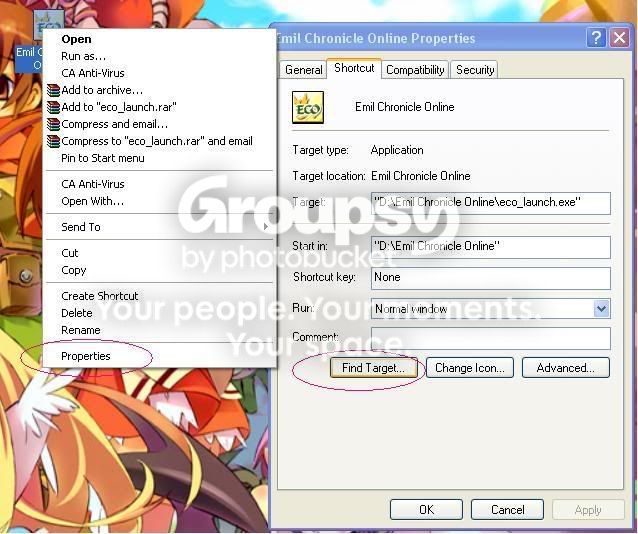 Emil C
O
Open
Run as...
CA Anti-Virus
Add to archive...
Add to "eco_launch.rar"
Compress and email...
Compress to "eco_launch.rar" and email
Pin to Start menu
CA Anti-Virus
Open With...
Send To
Cut
Copy
Create Shortcut
Delete
Rename
Properties
Emil Chronicle Online Properties
General Shortcut Compatibility Security
ECO
Emil Chronicle Online
Target type: Application
Target location: Emil Chronicle Online
Target: "D:\Emil Chronicle Online\eco_launch.exe"
Start in: "D:\Emil Chronicle Online"
Shortcut key: None
Run: Normal window
Comment:
Find Target... Change Icon... Advanced...
OK Cancel Apply
Groupsy
by photobucket
Your people. Your moments.
Your space.